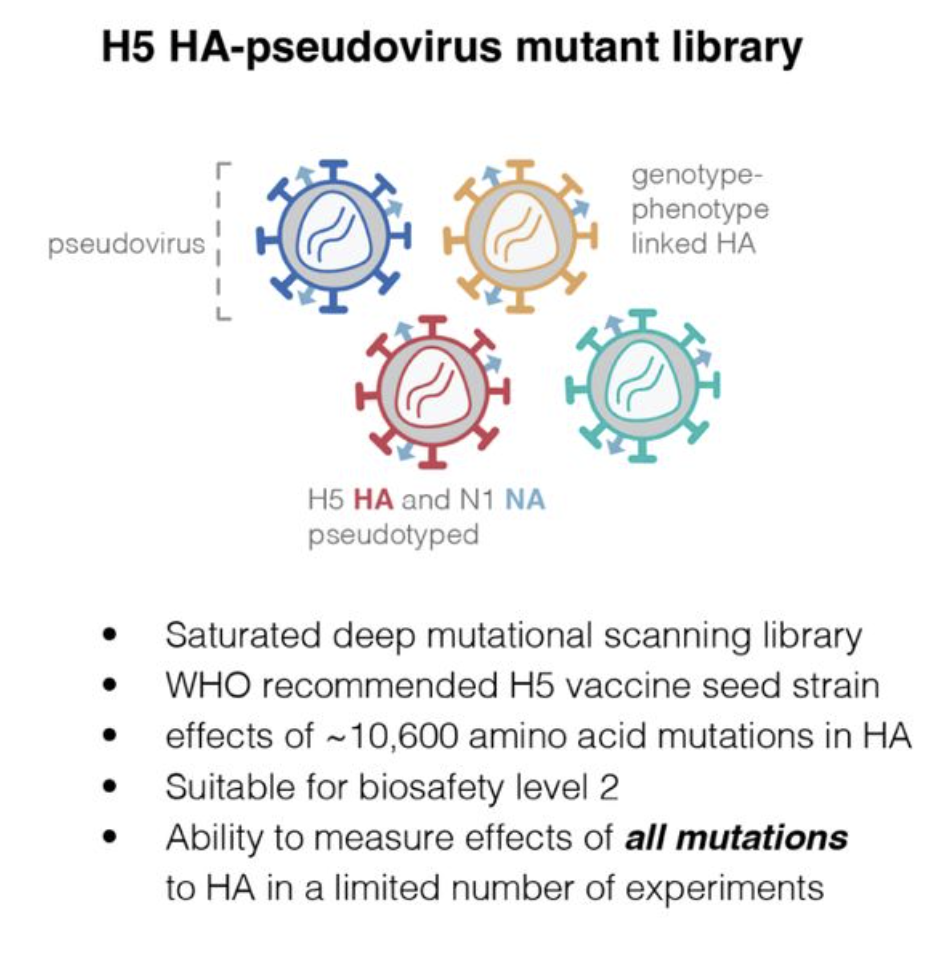 H5 HA-pseudovirus mutant library
pseudovirus
genotype-
phenotype
linked HA
H5 HA and N1 NA
pseudotyped
• Saturated deep mutational scanning library
• WHO recommended H5 vaccine seed strain
• effects of ~10,600 amino acid mutations in HA
• Suitable for biosafety level 2
• Ability to measure effects of all mutations
to HA in a limited number of experiments